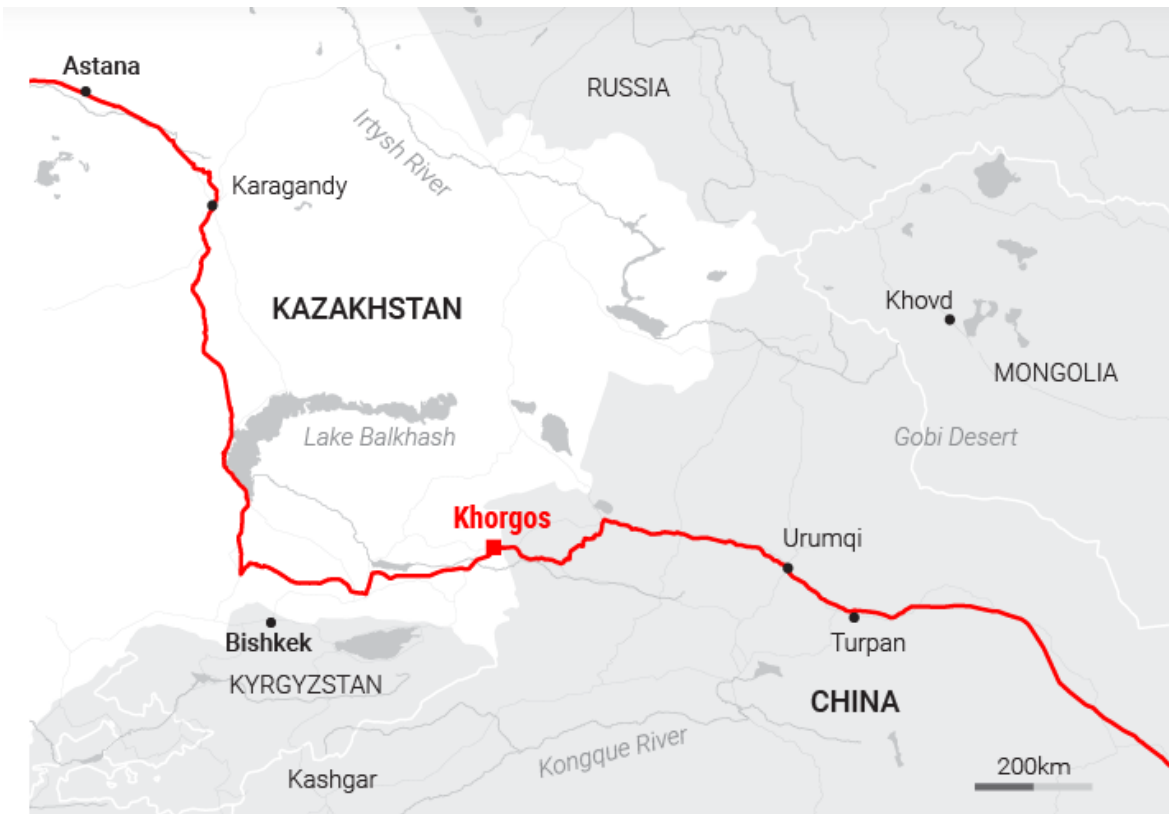 Astana
RUSSIA
Irtysh River
Karagandy
KAZAKHSTAN
Khovd
MONGOLIA
Lake Balkhash
Gobi Desert
Khorgos
Urumqi
Bishkek
Turpan
KYRGYZSTAN
CHINA
Kongque River
Kashgar
200km